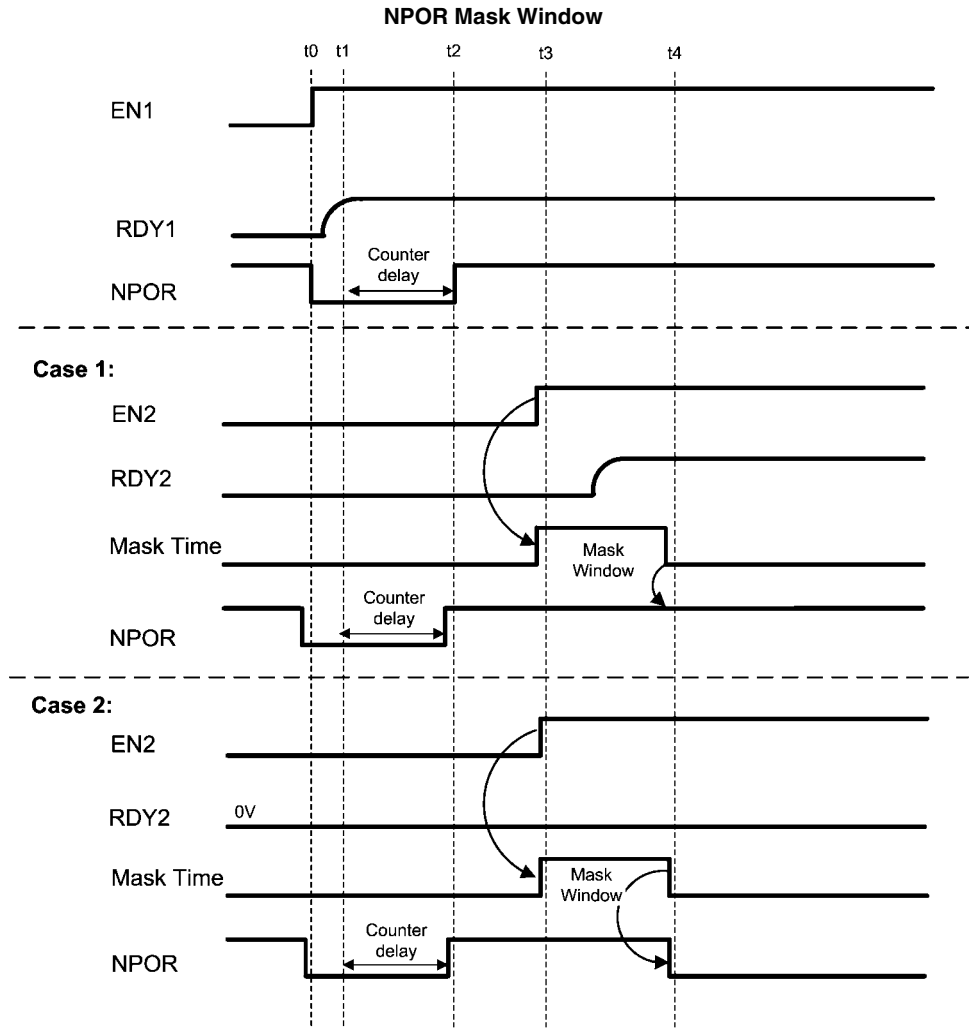 NPOR Mask Window
t0 t1 t2 t3 t4
EN1
RDY1
Counter
delay
NPOR
Case 1:
EN2
RDY2
Mask Time
Mask
Window
Counter
delay
NPOR
Case 2:
EN2
RDY2
0V
Mask Time
Mask
Window
Counter
delay
NPOR